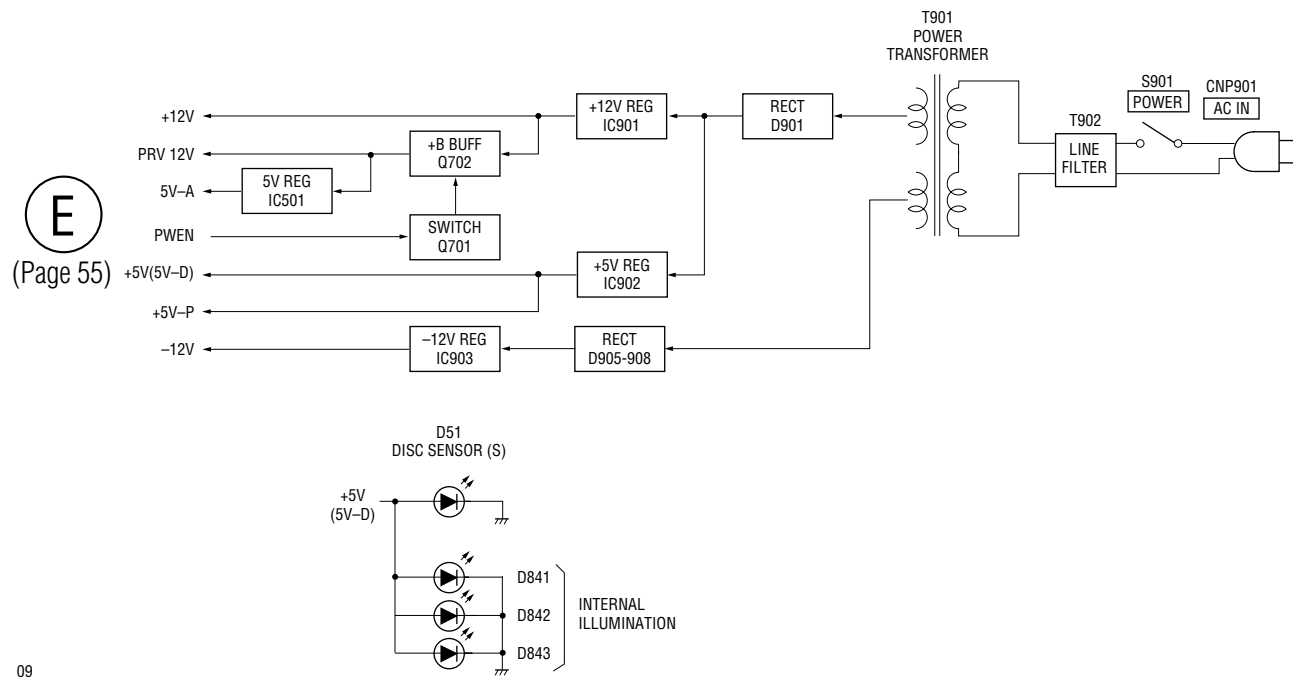 T901
POWER
TRANSFORMER
S901
POWER
CNP901
AC IN
T902
LINE
FILTER
+12V REG
IC901
RECT
D901
+12V
+B BUFF
Q702
PRV 12V
5V REG
IC501
5V–A
E
(Page 55)
PWEN
SWITCH
Q701
+5V(5V–D)
+5V REG
IC902
+5V–P
–12V
–12V REG
IC903
RECT
D905-908
D51
DISC SENSOR (S)
+5V
(5V–D)
D841
D842
D843
INTERNAL
ILLUMINATION
09